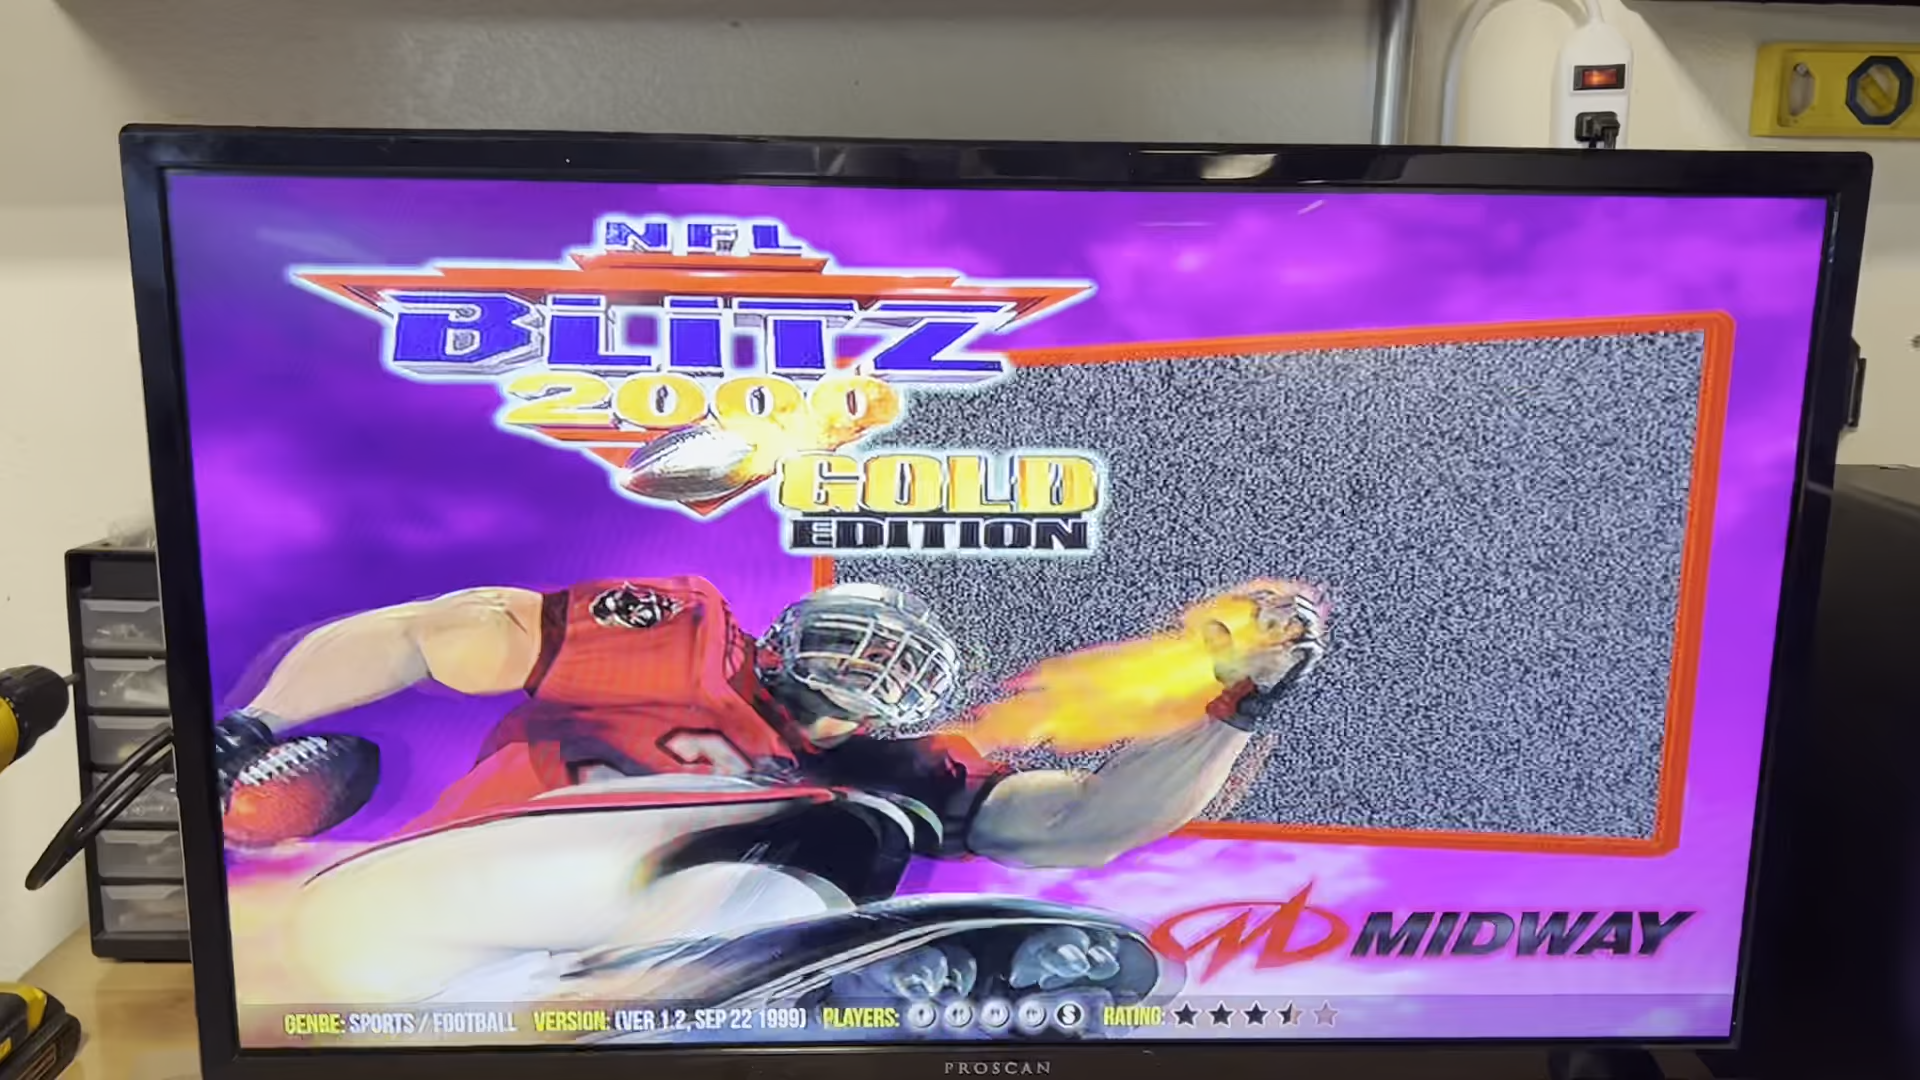 NFL
BLITZ
2000
GOLD
EDITION
MIDWAY
GENRE: SPORTS / FOOTBALL VERSION: (VER 1.2, SEP 22 1999) PLAYERS: S RATING:
PROSCAN